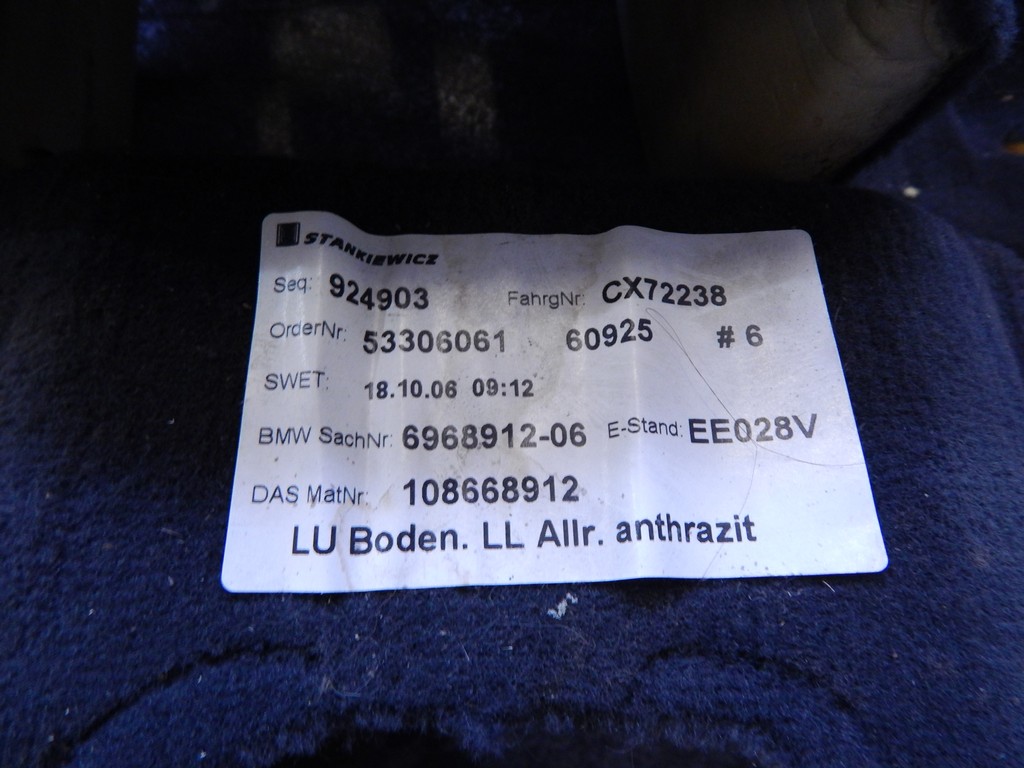 STANKIEWICZ
Seq: 924903 FahrgNr: CX72238
OrderNr: 53306061 60925 # 6
SWET: 18.10.06 09:12
BMW SachNr: 6968912-06 E-Stand: EE028V
DAS MatNr: 108668912
LU Boden. LL Allr. anthrazit